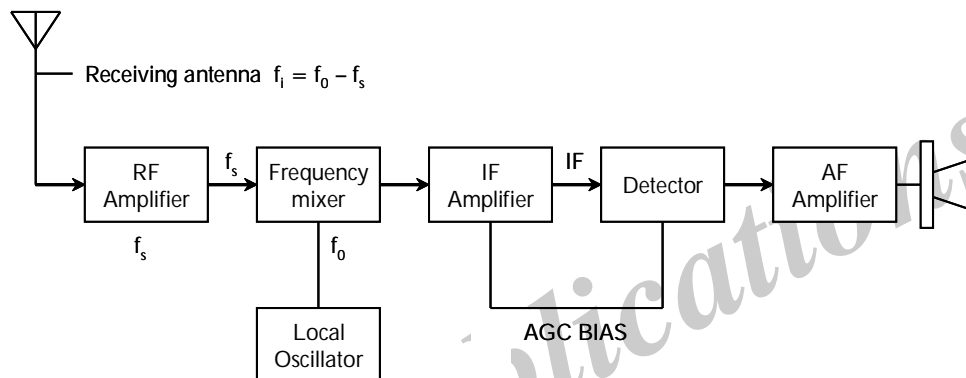 Receiving antenna f_i = f_0 – f_s
RF
Amplifier
f_s
Frequency
mixer
IF
Amplifier
IF
Detector
AF
Amplifier
f_s
f_0
Local
Oscillator
AGC BIAS